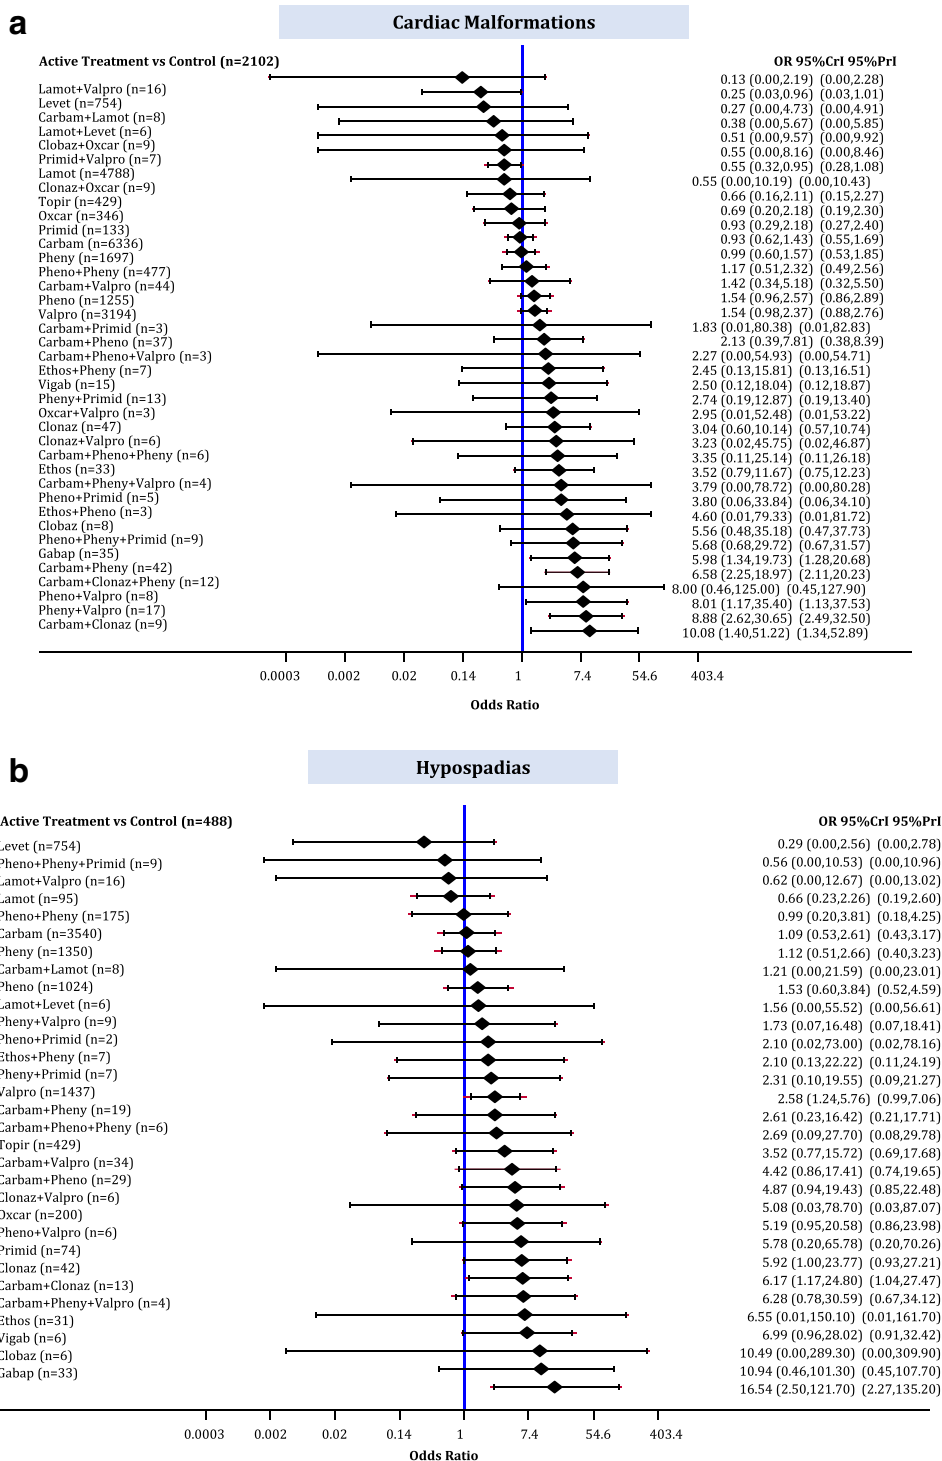 a
Cardiac Malformations
Active Treatment vs Control (n=2102) OR 95%CrI 95%PrI
Lamot+Valpro (n=16) 0.13 (0.00,2.19) (0.00,2.28)
Levet (n=754) 0.25 (0.03,0.96) (0.03,1.01)
Carbam+Lamot (n=8) 0.27 (0.00,4.73) (0.00,4.91)
Lamot+Levet (n=6) 0.38 (0.00,5.67) (0.00,5.85)
Clobaz+Oxcar (n=9) 0.51 (0.00,9.57) (0.00,9.92)
Primid+Valpro (n=7) 0.55 (0.00,8.16) (0.00,8.46)
Lamot (n=4788) 0.55 (0.32,0.95) (0.28,1.08)
Clonaz+Oxcar (n=9) 0.55 (0.00,10.19) (0.00,10.43)
Topir (n=429) 0.66 (0.16,2.11) (0.15,2.27)
Oxcar (n=346) 0.69 (0.20,2.18) (0.19,2.30)
Primid (n=133) 0.93 (0.29,2.18) (0.27,2.40)
Carbam (n=6336) 0.93 (0.62,1.43) (0.55,1.69)
Pheny (n=1697) 0.99 (0.60,1.57) (0.53,1.85)
Pheno+Pheny (n=477) 1.17 (0.51,2.32) (0.49,2.56)
Carbam+Valpro (n=44) 1.42 (0.34,5.18) (0.32,5.50)
Pheno (n=1255) 1.54 (0.96,2.57) (0.86,2.89)
Valpro (n=3194) 1.54 (0.98,2.37) (0.88,2.76)
Carbam+Primid (n=3) 1.83 (0.01,80.38) (0.01,82.83)
Carbam+Pheno (n=37) 2.13 (0.39,7.81) (0.38,8.39)
Carbam+Pheno+Valpro (n=3) 2.27 (0.00,54.93) (0.00,54.71)
Ethos+Pheny (n=7) 2.45 (0.13,15.81) (0.13,16.51)
Vigab (n=15) 2.50 (0.12,18.04) (0.12,18.87)
Pheny+Primid (n=13) 2.74 (0.19,12.87) (0.19,13.40)
Oxcar+Valpro (n=3) 2.95 (0.01,52.48) (0.01,53.22)
Clonaz (n=47) 3.04 (0.60,10.14) (0.57,10.74)
Clonaz+Valpro (n=6) 3.23 (0.02,45.75) (0.02,46.87)
Carbam+Pheno+Pheny (n=6) 3.35 (0.11,25.14) (0.11,26.18)
Ethos (n=33) 3.52 (0.79,11.67) (0.75,12.23)
Carbam+Pheny+Valpro (n=4) 3.79 (0.00,78.72) (0.00,80.28)
Pheno+Primid (n=5) 3.80 (0.06,33.84) (0.06,34.10)
Ethos+Pheno (n=3) 4.60 (0.01,79.33) (0.01,81.72)
Clobaz (n=8) 5.56 (0.48,35.18) (0.47,37.73)
Pheno+Pheny+Primid (n=9) 5.68 (0.68,29.72) (0.67,31.57)
Gabap (n=35) 5.98 (1.34,19.73) (1.28,20.68)
Carbam+Pheny (n=42) 6.58 (2.25,18.97) (2.11,20.23)
Carbam+Clonaz+Pheny (n=12) 8.00 (0.46,125.00) (0.45,127.90)
Pheno+Valpro (n=8) 8.01 (1.17,35.40) (1.13,37.53)
Pheny+Valpro (n=17) 8.88 (2.62,30.65) (2.49,32.50)
Carbam+Clonaz (n=9) 10.08 (1.40,51.22) (1.34,52.89)
0.0003 0.002 0.02 0.14 1 7.4 54.6 403.4
Odds Ratio
b
Hypospadias
Active Treatment vs Control (n=488) OR 95%CrI 95%PrI
Levet (n=754) 0.29 (0.00,2.56) (0.00,2.78)
Pheno+Pheny+Primid (n=9) 0.56 (0.00,10.53) (0.00,10.96)
Lamot+Valpro (n=16) 0.62 (0.00,12.67) (0.00,13.02)
Lamot (n=95) 0.66 (0.23,2.26) (0.19,2.60)
Pheno+Pheny (n=175) 0.99 (0.20,3.81) (0.18,4.25)
Carbam (n=3540) 1.09 (0.53,2.61) (0.43,3.17)
Pheny (n=1350) 1.12 (0.51,2.66) (0.40,3.23)
Carbam+Lamot (n=8) 1.21 (0.00,21.59) (0.00,23.01)
Pheno (n=1024) 1.53 (0.60,3.84) (0.52,4.59)
Lamot+Levet (n=6) 1.56 (0.00,55.52) (0.00,56.61)
Pheny+Valpro (n=9) 1.73 (0.07,16.48) (0.07,18.41)
Pheno+Primid (n=2) 2.10 (0.02,73.00) (0.02,78.16)
Ethos+Pheny (n=7) 2.10 (0.13,22.22) (0.11,24.19)
Pheny+Primid (n=7) 2.31 (0.10,19.55) (0.09,21.27)
Valpro (n=1437) 2.58 (1.24,5.76) (0.99,7.06)
Carbam+Pheny (n=19) 2.61 (0.23,16.42) (0.21,17.71)
Carbam+Pheno+Pheny (n=6) 2.69 (0.09,27.70) (0.08,29.78)
Topir (n=429) 3.52 (0.77,15.72) (0.69,17.68)
Carbam+Valpro (n=34) 4.42 (0.86,17.41) (0.74,19.65)
Carbam+Pheno (n=29) 4.87 (0.94,19.43) (0.85,22.48)
Clonaz+Valpro (n=6) 5.08 (0.03,78.70) (0.03,87.07)
Oxcar (n=200) 5.19 (0.95,20.58) (0.86,23.98)
Pheno+Valpro (n=6) 5.78 (0.20,65.78) (0.20,70.26)
Primid (n=74) 5.92 (1.00,23.77) (0.93,27.21)
Clonaz (n=42) 6.17 (1.17,24.80) (1.04,27.47)
Carbam+Clonaz (n=13) 6.28 (0.78,30.59) (0.67,34.12)
Carbam+Pheny+Valpro (n=4) 6.55 (0.01,150.10) (0.01,161.70)
Ethos (n=31) 6.99 (0.96,28.02) (0.91,32.42)
Vigab (n=6) 10.49 (0.00,289.30) (0.00,309.90)
Clobaz (n=6) 10.94 (0.46,101.30) (0.45,107.70)
Gabap (n=33) 16.54 (2.50,121.70) (2.27,135.20)
0.0003 0.002 0.02 0.14 1 7.4 54.6 403.4
Odds Ratio